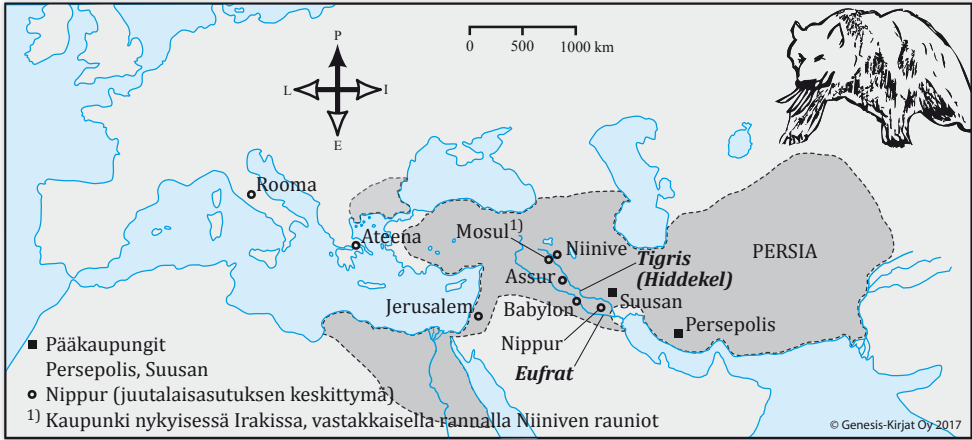 P
L
I
E
0
500
1000 km
Rooma
Ateena
Mosul¹⁾
Niinive
Tigris
(Hiddekel)
PERSIA
Assur
Suusan
Jerusalem
Babylon
Persepolis
Nippur
Eufrat
Pääkaupungit
Persepolis, Suusan
Nippur (juutalaisasutuksen keskittymä)
¹⁾ Kaupunki nykyisessä Irakissa, vastakkaisella rannalla Niiniven rauniot
© Genesis-Kirjat Oy 2017